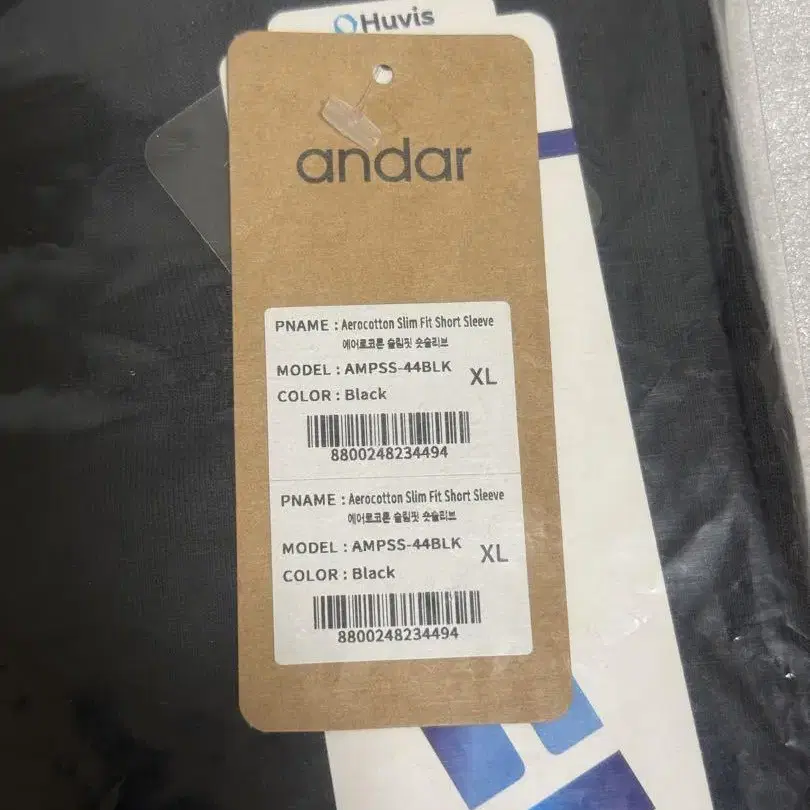 Huvis
andar
PNAME : Aerocotton Slim Fit Short Sleeve
에어로코튼 슬림핏 숏슬리브
MODEL : AMPSS-44BLK
XL
COLOR : Black
8800248234494
PNAME : Aerocotton Slim Fit Short Sleeve
에어로코튼 슬림핏 숏슬리브
MODEL : AMPSS-44BLK
XL
COLOR : Black
8800248234494